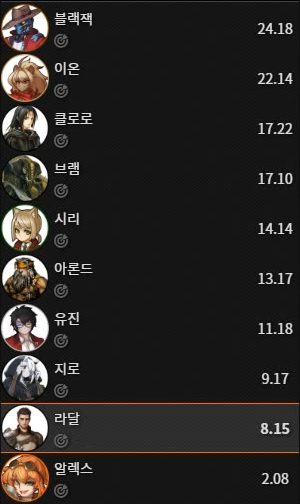 블랙잭 24.18
이온 22.14
클로로 17.22
브램 17.10
시리 14.14
아론드 13.17
유진 11.18
지로 9.17
라달 8.15
알렉스 2.08